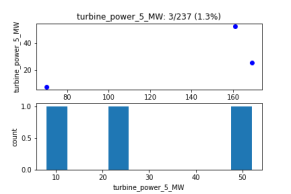 turbine_power_5_MW: 3/237 (1.3%)
turbine_power_5_MW
40
20
80 100 120 140 160
count
1.0
0.5
0.0
10 20 30 40 50
turbine_power_5_MW